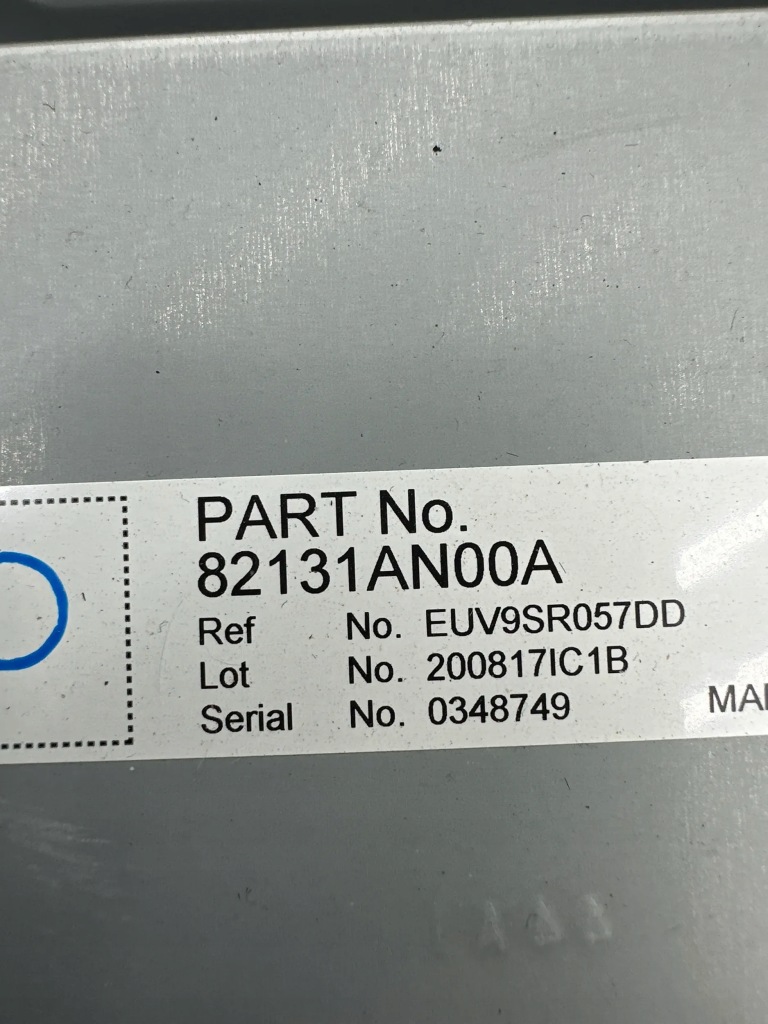 PART No.
82131AN00A
Ref No. EUV9SR057DD
Lot No. 200817IC1B
Serial No. 0348749